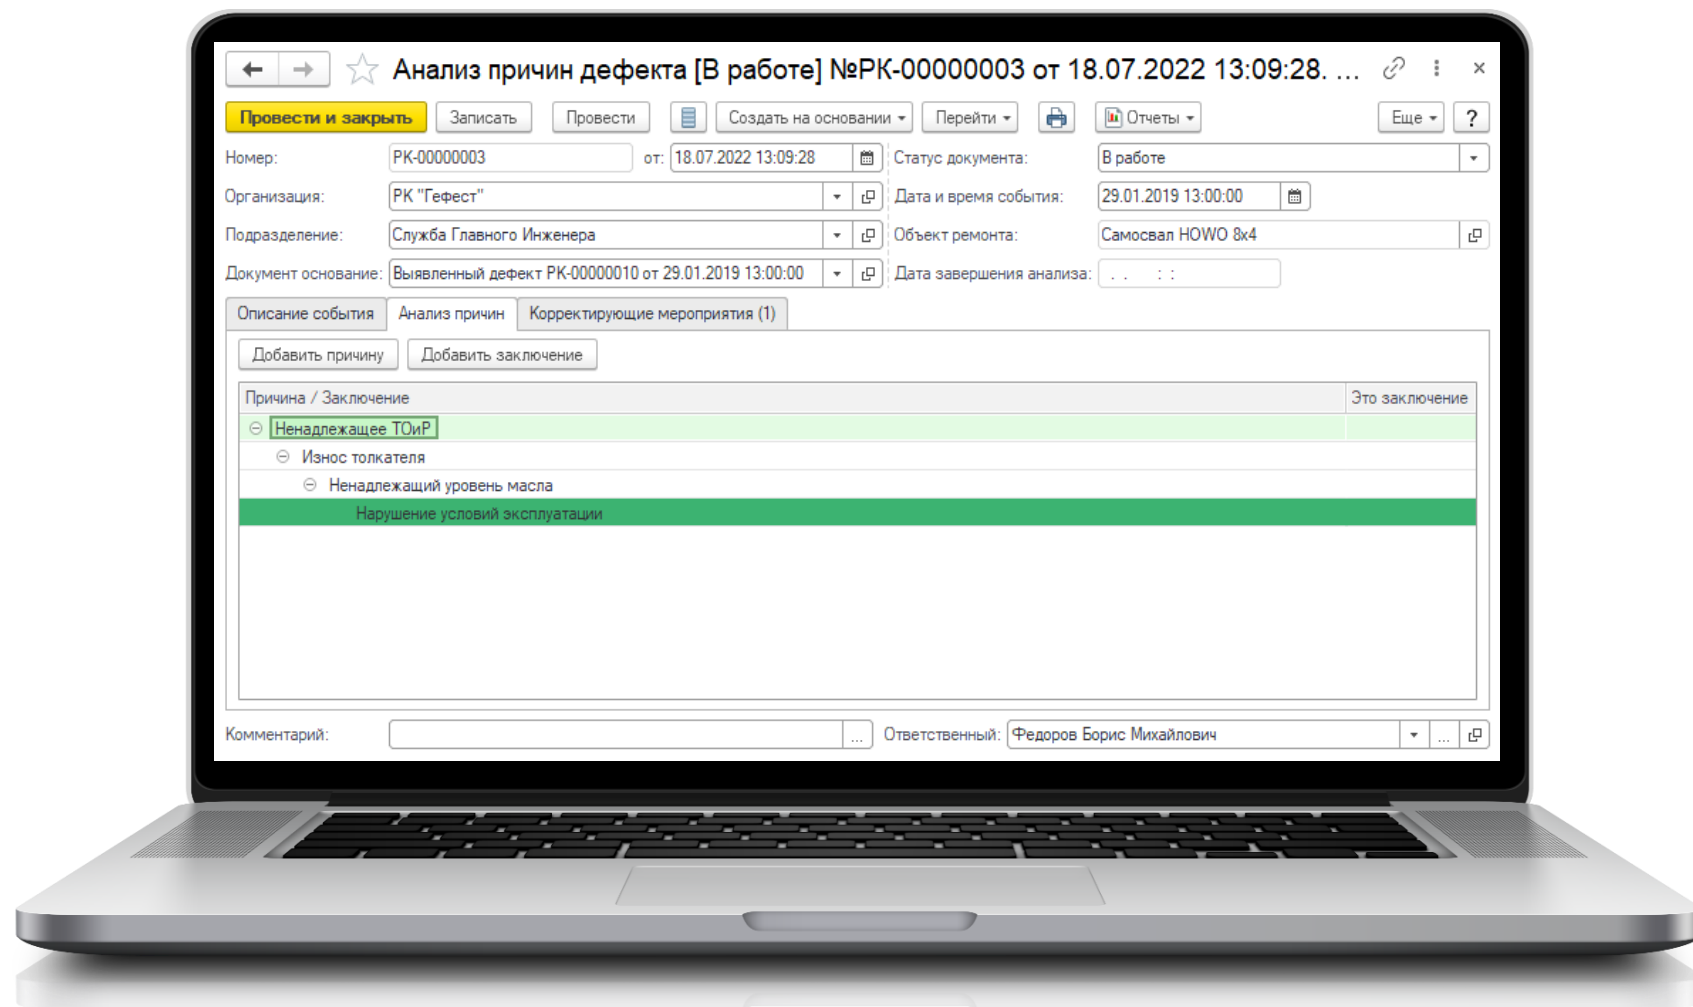 Анализ причин дефекта [В работе] №РК-00000003 от 18.07.2022 13:09:28. ...
Провести и закрыть Записать Провести Создать на основании Перейти Отчеты Еще ?
Номер: РК-00000003 от: 18.07.2022 13:09:28 Статус документа: В работе
Организация: РК "Гефест" Дата и время события: 29.01.2019 13:00:00
Подразделение: Служба Главного Инженера Объект ремонта: Самосвал HOWO 8x4
Документ основание: Выявленный дефект РК-00000010 от 29.01.2019 13:00:00 Дата завершения анализа: . . : :
Описание события Анализ причин Корректирующие мероприятия (1)
Добавить причину Добавить заключение
Причина / Заключение Это заключение
Ненадлежащее ТОиР
Износ толкателя
Ненадлежащий уровень масла
Нарушение условий эксплуатации
Комментарий: ... Ответственный: Федоров Борис Михайлович ...